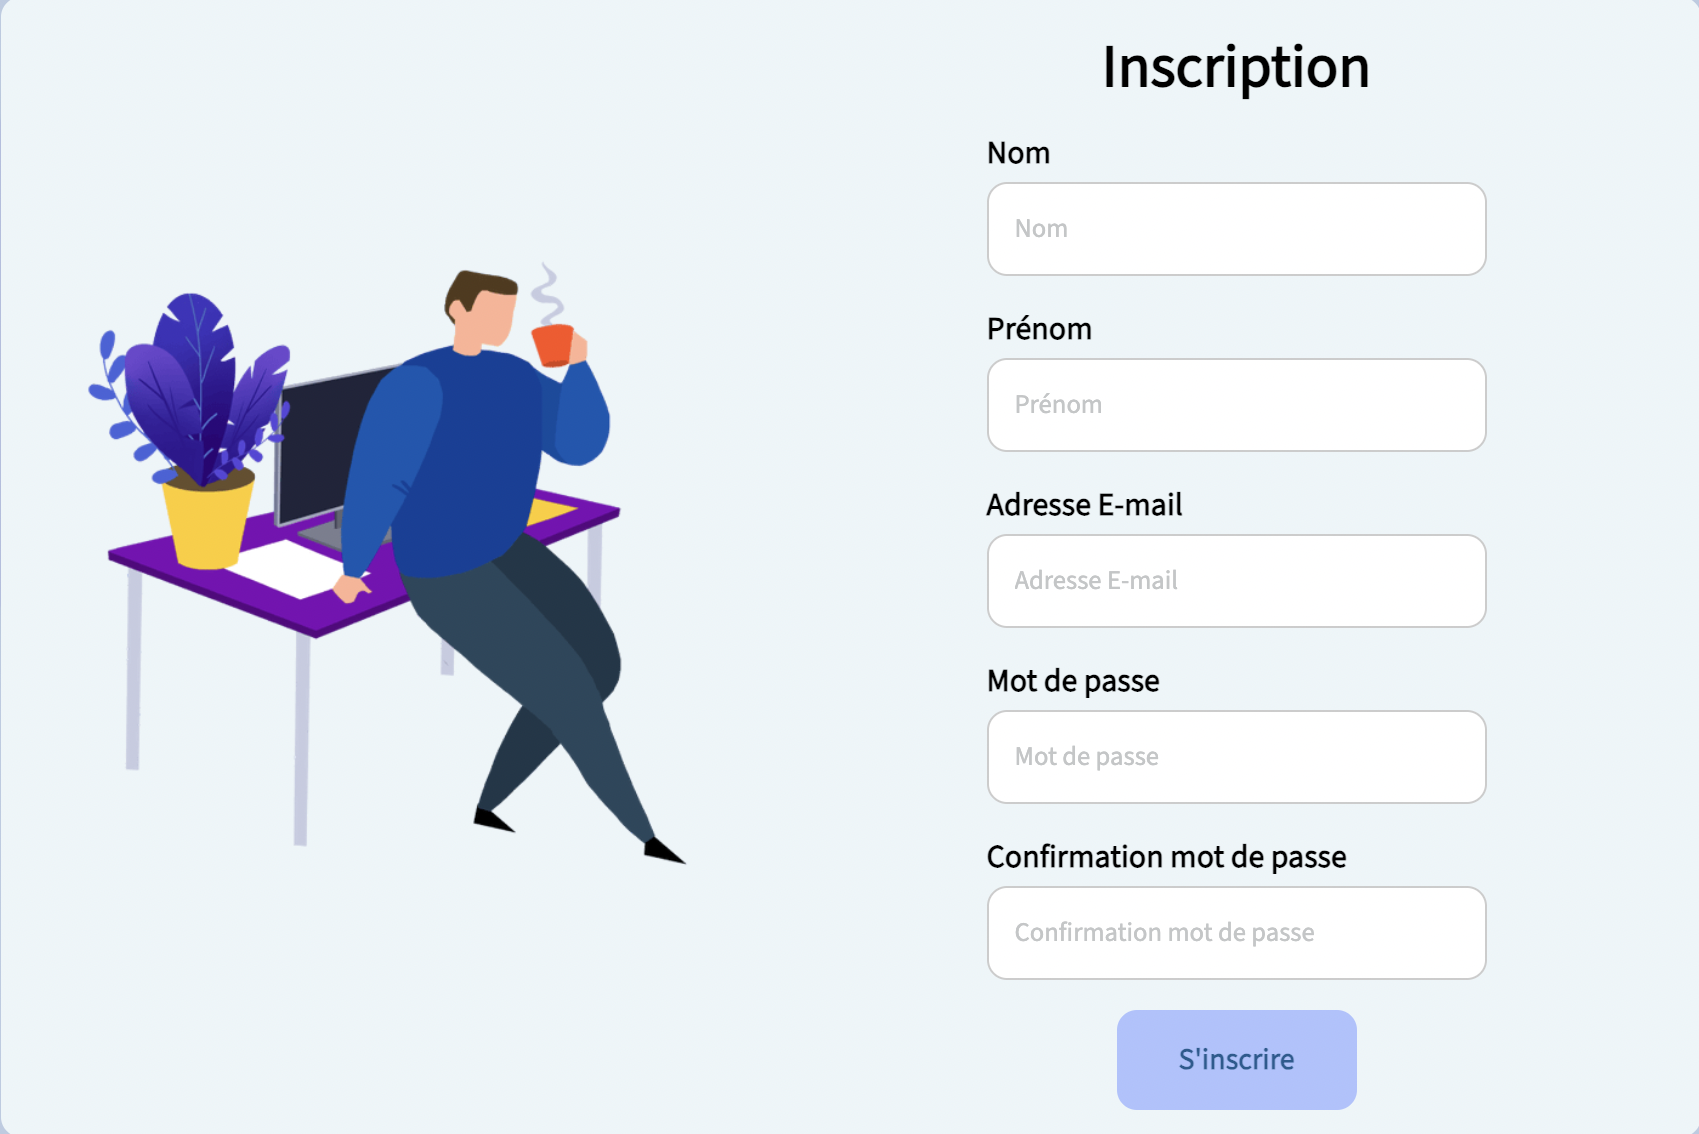 Inscription
Nom
Nom
Prénom
Prénom
Adresse E-mail
Adresse E-mail
Mot de passe
Mot de passe
Confirmation mot de passe
Confirmation mot de passe
S'inscrire